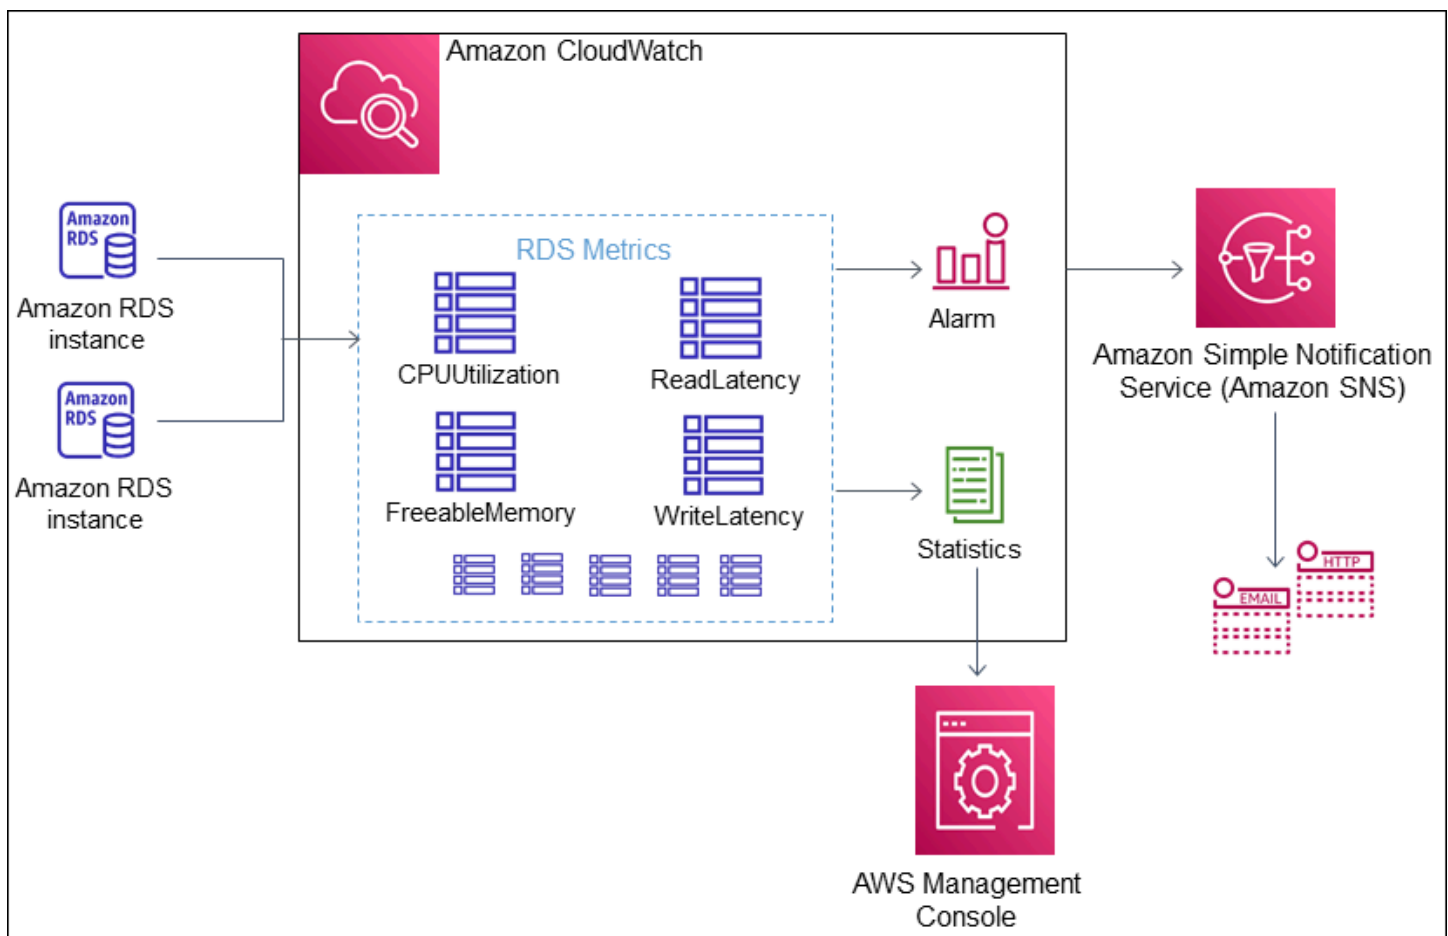 Amazon CloudWatch
Amazon
RDS
Amazon RDS
instance
Amazon
RDS
Amazon RDS
instance
RDS Metrics
CPUUtilization
ReadLatency
FreeableMemory
WriteLatency
Alarm
Statistics
Amazon Simple Notification
Service (Amazon SNS)
HTTP
EMAIL
AWS Management
Console